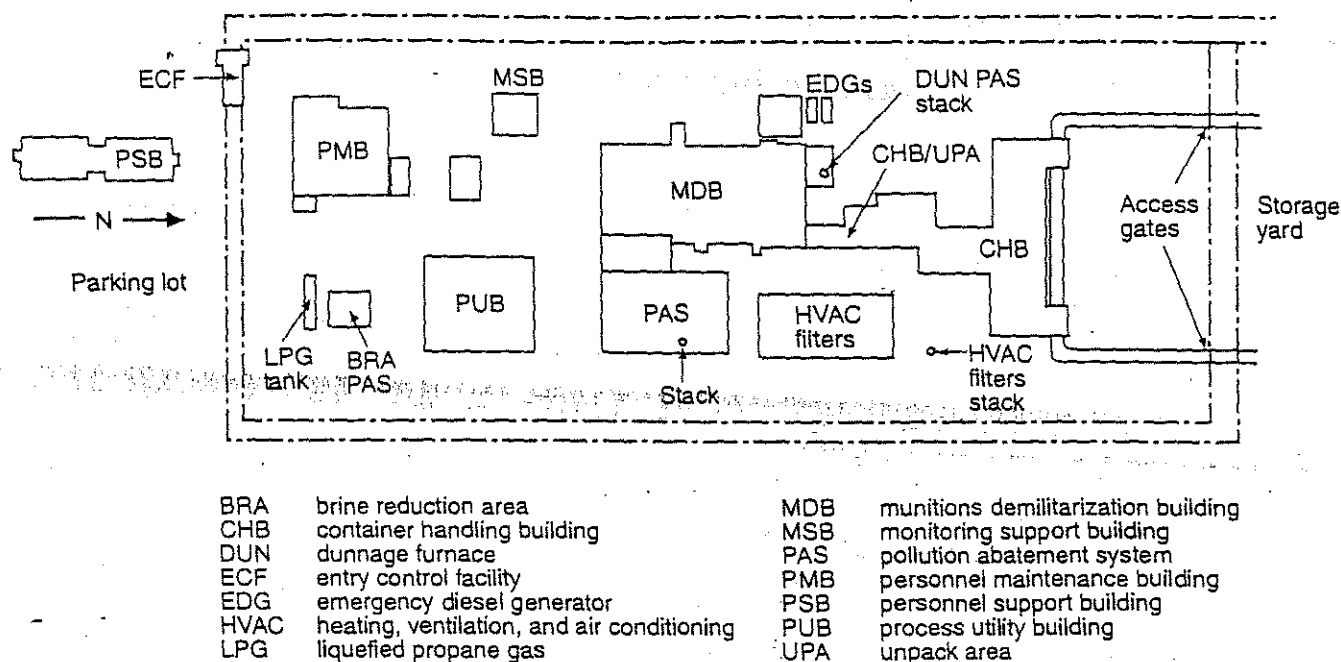 ECF
MSB
EDGs
DUN PAS
stack
PSB
PMB
CHB/UPA
MDB
N
Access
gates
Storage
yard
CHB
Parking lot
PUB
PAS
HVAC
filters
LPG
tank
BRA
PAS
Stack
HVAC
filters
stack
BRA brine reduction area
CHB container handling building
DUN dunnage furnace
ECF entry control facility
EDG emergency diesel generator
HVAC heating, ventilation, and air conditioning
LPG liquefied propane gas
MDB munitions demilitarization building
MSB monitoring support building
PAS pollution abatement system
PMB personnel maintenance building
PSB personnel support building
PUB process utility building
UPA unpack area